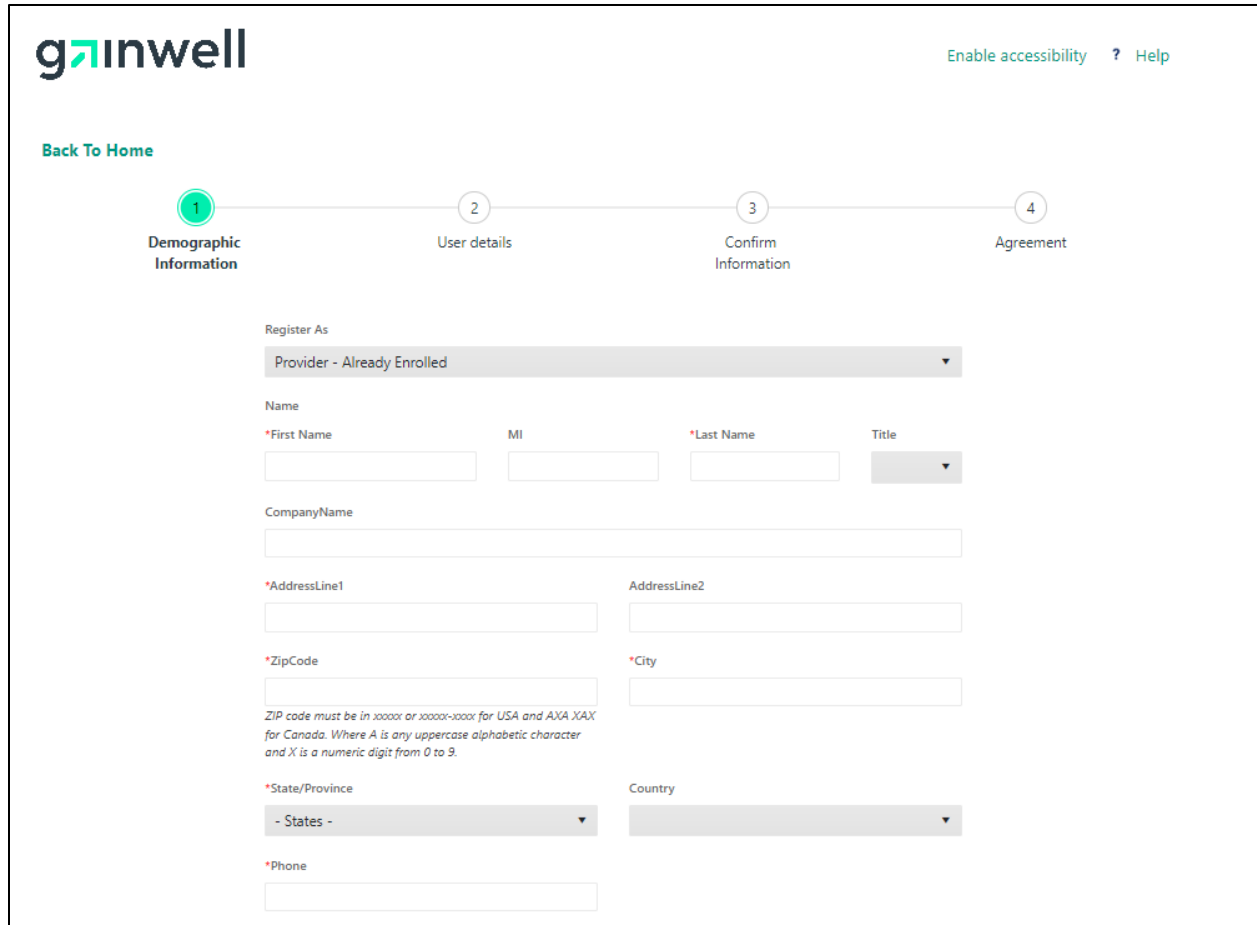 gainwell
Enable accessibility ? Help
Back To Home
1 2 3 4
Demographic User details Confirm Agreement
Information Information
Register As
Provider - Already Enrolled
Name
*First Name MI *Last Name Title
CompanyName
*AddressLine1 AddressLine2
*ZipCode *City
ZIP code must be in xxxxx or xxxxx-xxxx for USA and AXA XAX
for Canada. Where A is any uppercase alphabetic character
and X is a numeric digit from 0 to 9.
*State/Province Country
- States -
*Phone